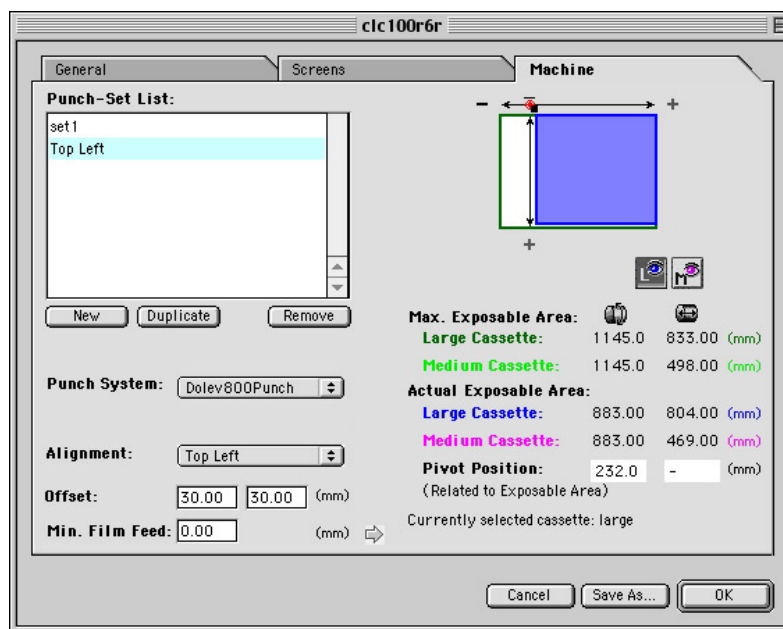 clc100r6r
General Screens Machine
Punch-Set List:
set1
Top Left
New Duplicate Remove
Punch System: Dolev800Punch
Alignment: Top Left
Offset: 30.00 30.00 (mm)
Min. Film Feed: 0.00 (mm)
- +
+
L M
Max. Exposable Area:
Large Cassette: 1145.0 833.00 (mm)
Medium Cassette: 1145.0 498.00 (mm)
Actual Exposable Area:
Large Cassette: 883.00 804.00 (mm)
Medium Cassette: 883.00 469.00 (mm)
Pivot Position: 232.0 - (mm)
(Related to Exposable Area)
Currently selected cassette: large
Cancel Save As... OK